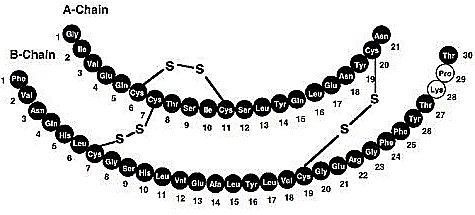 A-Chain
1 Gly Ile Val Glu Gln Cys Cys Thr Ser Ile Cys Ser Leu Tyr Gln Leu Glu Asn Tyr Cys Asn
2 3 4 5 6 7 8 9 10 11 12 13 14 15 16 17 18 19 20 21
S S
S S
S S
B-Chain
1 Phe Val Asn Gln His Leu Cys Gly Ser His Leu Val Glu Ala Leu Tyr Leu Val Cys Gly Glu Arg Gly Phe Phe Tyr Thr Lys Pro Thr
2 3 4 5 6 7 8 9 10 11 12 13 14 15 16 17 18 19 20 21 22 23 24 25 26 27 28 29 30